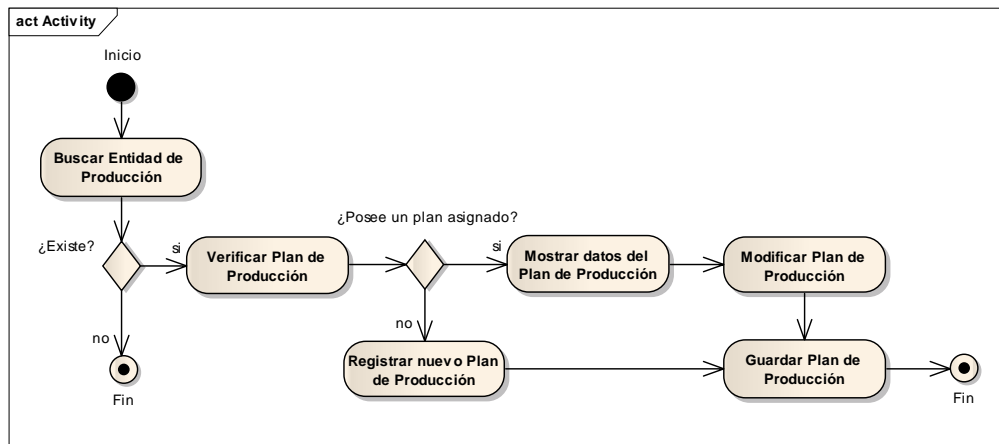 act Activity
Inicio
Buscar Entidad de
Producción
¿Existe?
si
no
Fin
Verificar Plan de
Producción
¿Posee un plan asignado?
si
no
Mostrar datos del
Plan de Producción
Modificar Plan de
Producción
Registrar nuevo Plan
de Producción
Guardar Plan de
Producción
Fin